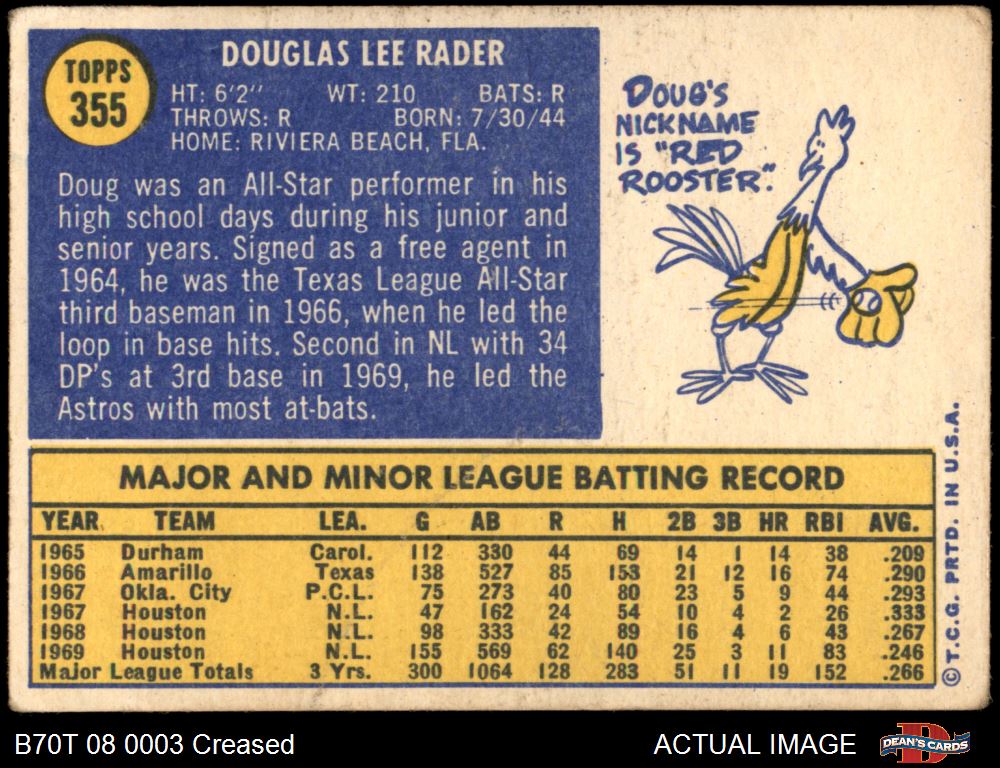 TOPPS
355
DOUGLAS LEE RADER
HT: 6'2" WT: 210 BATS: R
THROWS: R BORN: 7/30/44
HOME: RIVIERA BEACH, FLA.
Doug was an All-Star performer in his
high school days during his junior and
senior years. Signed as a free agent in
1964, he was the Texas League All-Star
third baseman in 1966, when he led the
loop in base hits. Second in NL with 34
DP's at 3rd base in 1969, he led the
Astros with most at-bats.
DOUG'S
NICKNAME
IS "RED
ROOSTER".
MAJOR AND MINOR LEAGUE BATTING RECORD
YEAR TEAM LEA. G AB R H 2B 3B HR RBI AVG.
1965 Durham Carol. 112 330 44 69 14 1 14 38 .209
1966 Amarillo Texas 138 527 85 153 21 12 16 74 .290
1967 Okla. City P.C.L. 75 273 40 80 23 5 9 44 .293
1967 Houston N.L. 47 162 24 54 10 4 2 26 .333
1968 Houston N.L. 98 333 42 89 16 4 6 43 .267
1969 Houston N.L. 155 569 62 140 25 3 11 83 .246
Major League Totals 3 Yrs. 300 1064 128 283 51 11 19 152 .266
©T.C.G. PRTD. IN U.S.A.
B70T 08 0003 Creased
ACTUAL IMAGE
B
DEAN'S CARDS